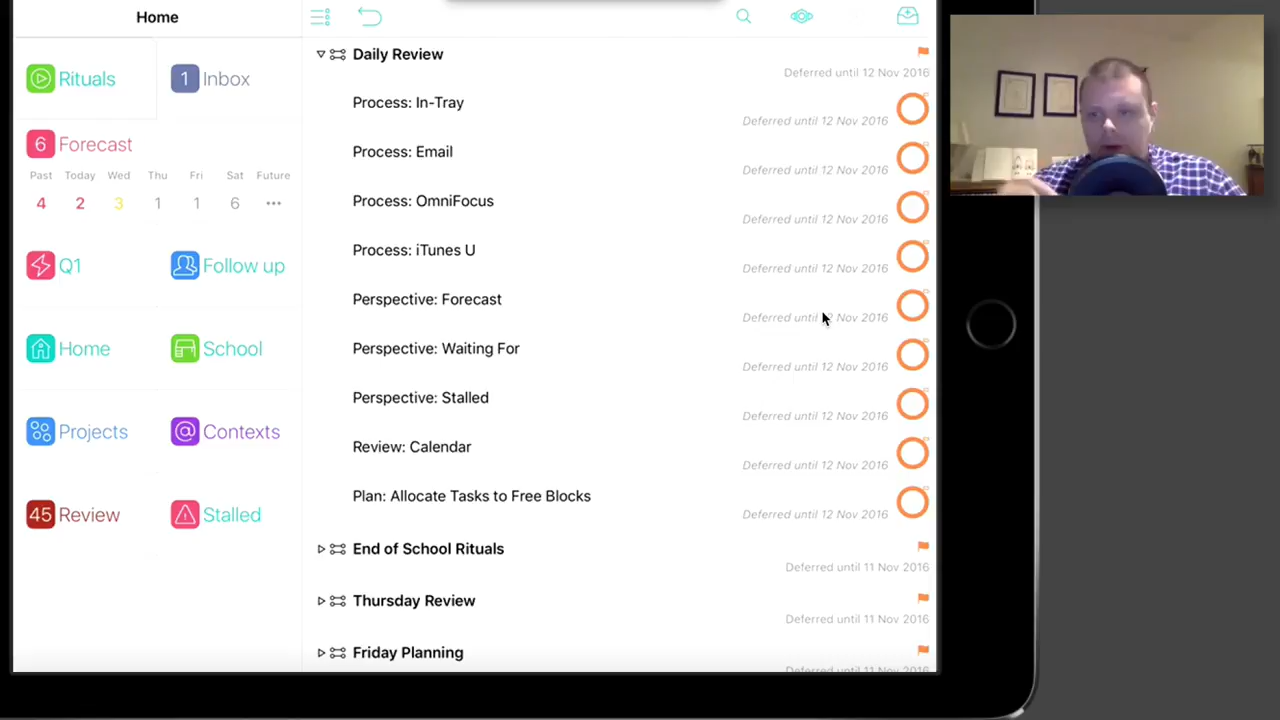 Home
Rituals
1 Inbox
6 Forecast
Past Today Wed Thu Fri Sat Future
4 2 3 1 1 6 •••
Q1 Follow up
Home School
Projects @ Contexts
45 Review Stalled
Daily Review
Deferred until 12 Nov 2016
Process: In-Tray
Deferred until 12 Nov 2016
Process: Email
Deferred until 12 Nov 2016
Process: OmniFocus
Deferred until 12 Nov 2016
Process: iTunes U
Deferred until 12 Nov 2016
Perspective: Forecast
Deferred until 12 Nov 2016
Perspective: Waiting For
Deferred until 12 Nov 2016
Perspective: Stalled
Deferred until 12 Nov 2016
Review: Calendar
Deferred until 12 Nov 2016
Plan: Allocate Tasks to Free Blocks
Deferred until 12 Nov 2016
End of School Rituals
Deferred until 11 Nov 2016
Thursday Review
Deferred until 11 Nov 2016
Friday Planning
Deferred until 11 Nov 2016